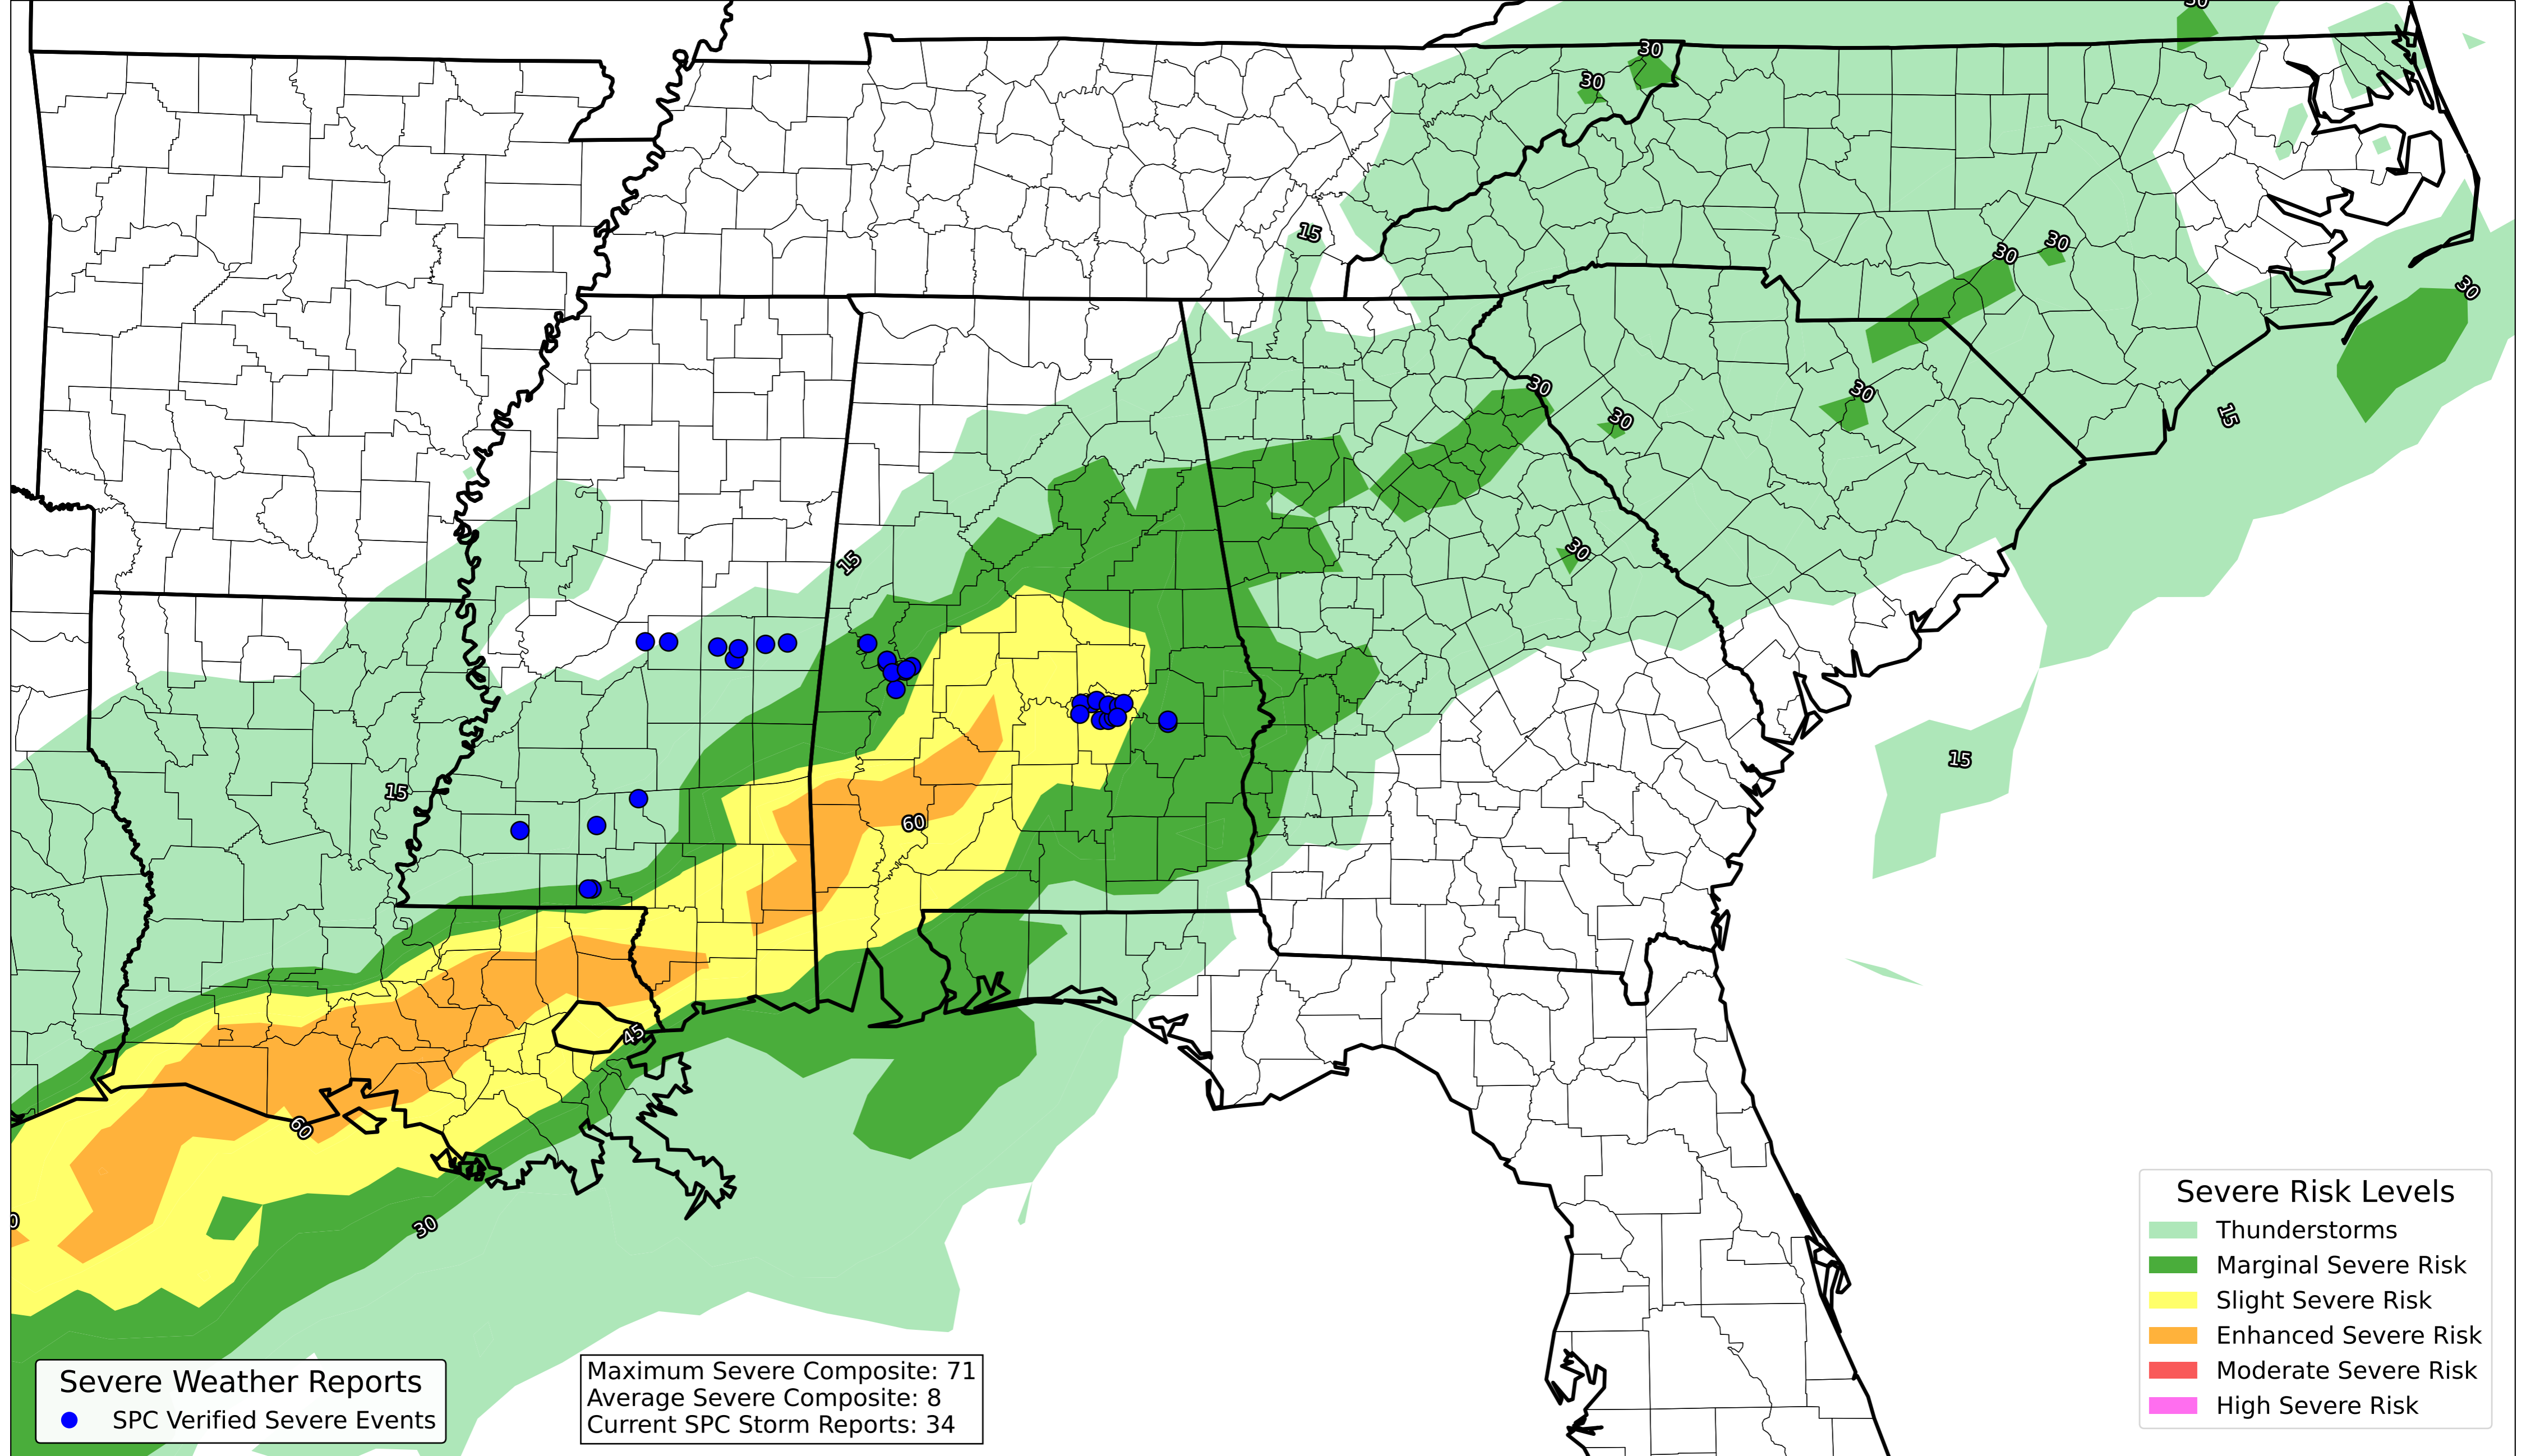 30
30
30
15
30
30
30
30
30
30
15
15
30
15
15
60
45
60
0
30
Severe Risk Levels
Thunderstorms
Marginal Severe Risk
Slight Severe Risk
Enhanced Severe Risk
Moderate Severe Risk
High Severe Risk
Severe Weather Reports
SPC Verified Severe Events
Maximum Severe Composite: 71
Average Severe Composite: 8
Current SPC Storm Reports: 34